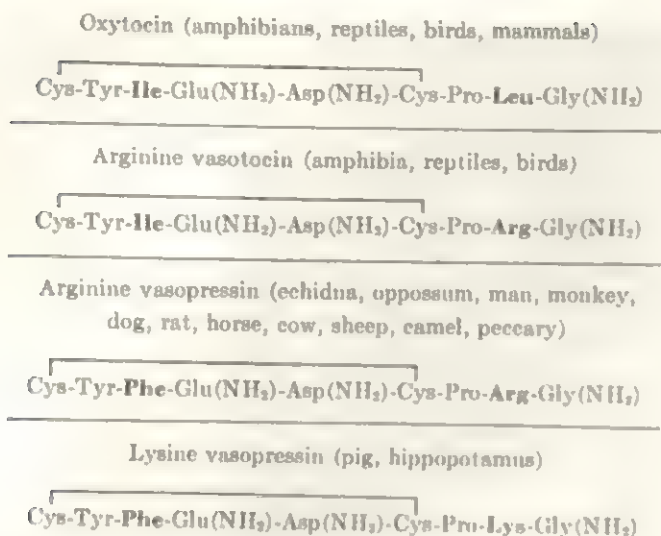 Oxytocin (amphibians, reptiles, birds, mammals)
Cys-Tyr-Ile-Glu(NH₂)-Asp(NH₂)-Cys-Pro-Leu-Gly(NH₂)
Arginine vasotocin (amphibia, reptiles, birds)
Cys-Tyr-Ile-Glu(NH₂)-Asp(NH₂)-Cys-Pro-Arg-Gly(NH₂)
Arginine vasopressin (echidna, oppossum, man, monkey,
dog, rat, horse, cow, sheep, camel, peccary)
Cys-Tyr-Phe-Glu(NH₂)-Asp(NH₂)-Cys-Pro-Arg-Gly(NH₂)
Lysine vasopressin (pig, hippopotamus)
Cys-Tyr-Phe-Glu(NH₂)-Asp(NH₂)-Cys-Pro-Lys-Gly(NH₂)